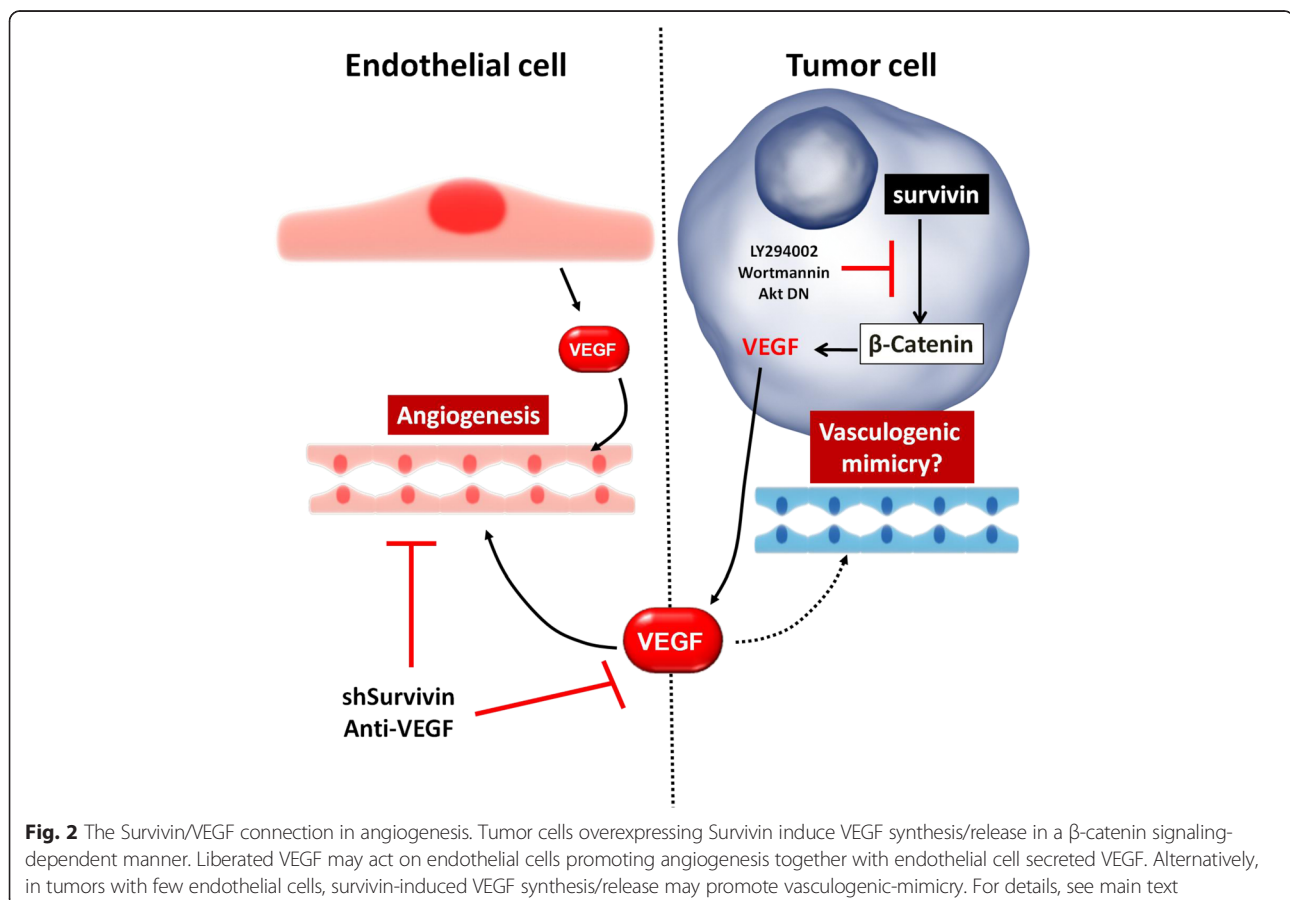 Endothelial cell
Tumor cell
survivin
LY294002
Wortmannin
Akt DN
β-Catenin
VEGF
VEGF
Angiogenesis
Vasculogenic
mimicry?
VEGF
shSurvivin
Anti-VEGF
Fig. 2 The Survivin/VEGF connection in angiogenesis. Tumor cells overexpressing Survivin induce VEGF synthesis/release in a β-catenin signaling-
dependent manner. Liberated VEGF may act on endothelial cells promoting angiogenesis together with endothelial cell secreted VEGF. Alternatively,
in tumors with few endothelial cells, survivin-induced VEGF synthesis/release may promote vasculogenic-mimicry. For details, see main text